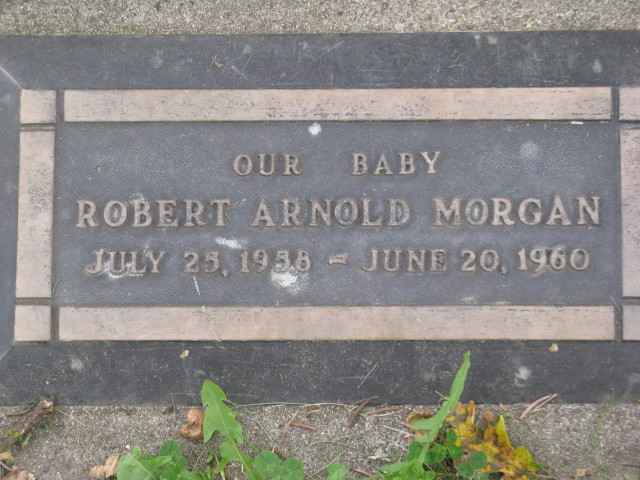 OUR BABY
ROBERT ARNOLD MORGAN
JULY 25, 1958 - JUNE 20, 1960